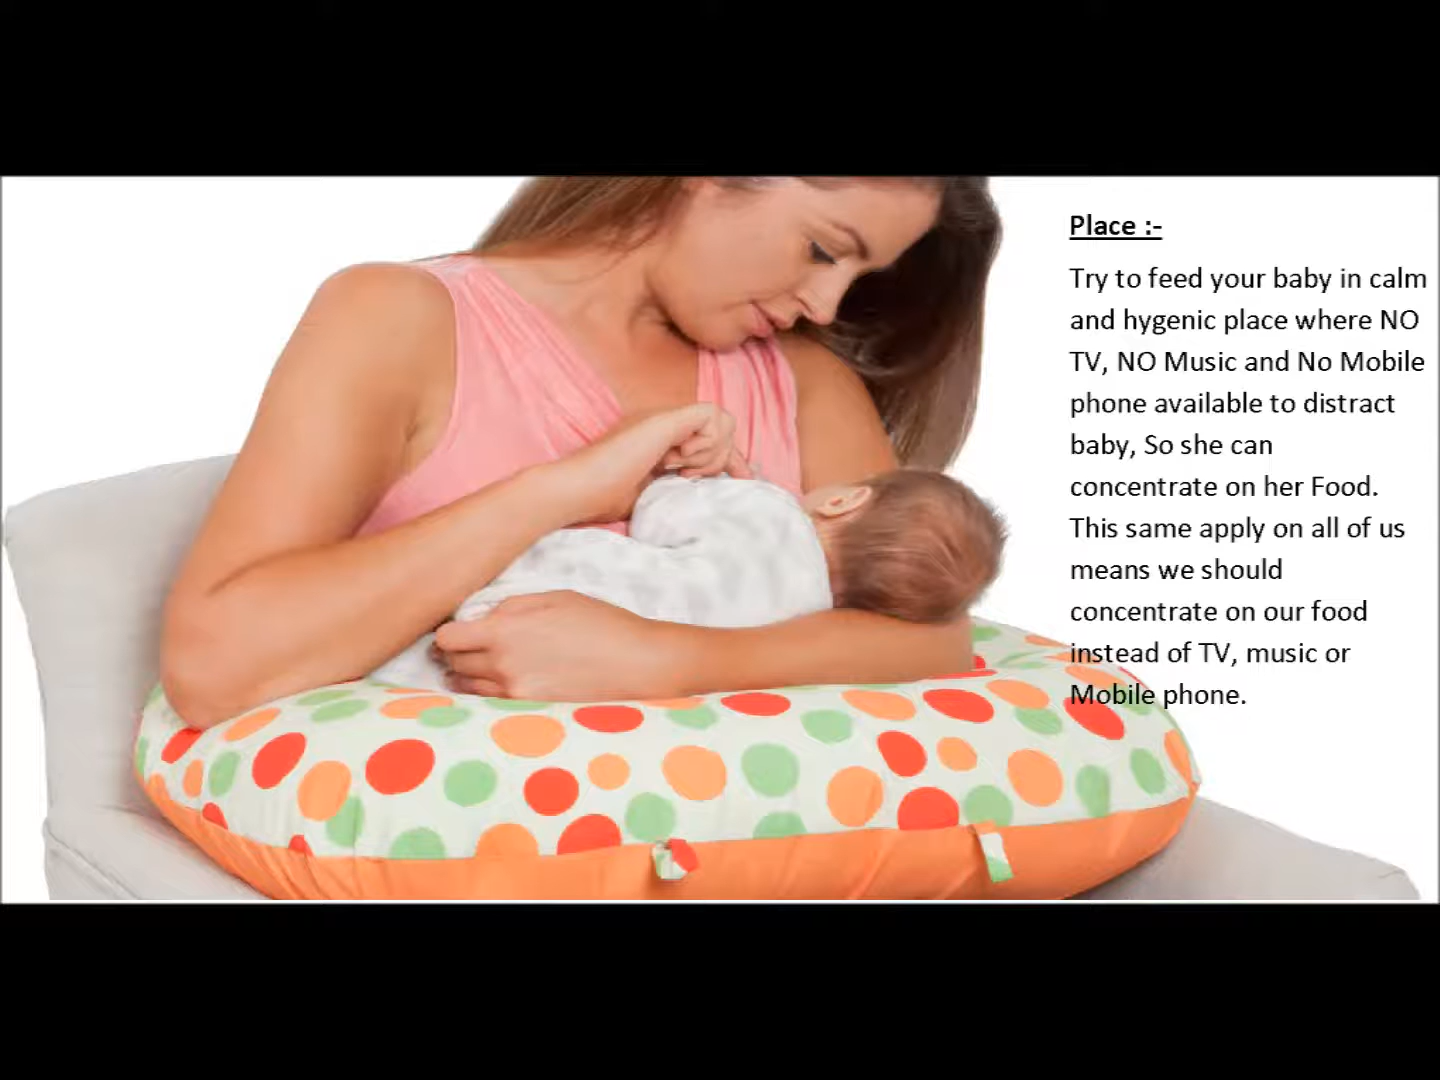 Place :-
Try to feed your baby in calm
and hygenic place where NO
TV, NO Music and No Mobile
phone available to distract
baby, So she can
concentrate on her Food.
This same apply on all of us
means we should
concentrate on our food
instead of TV, music or
Mobile phone.